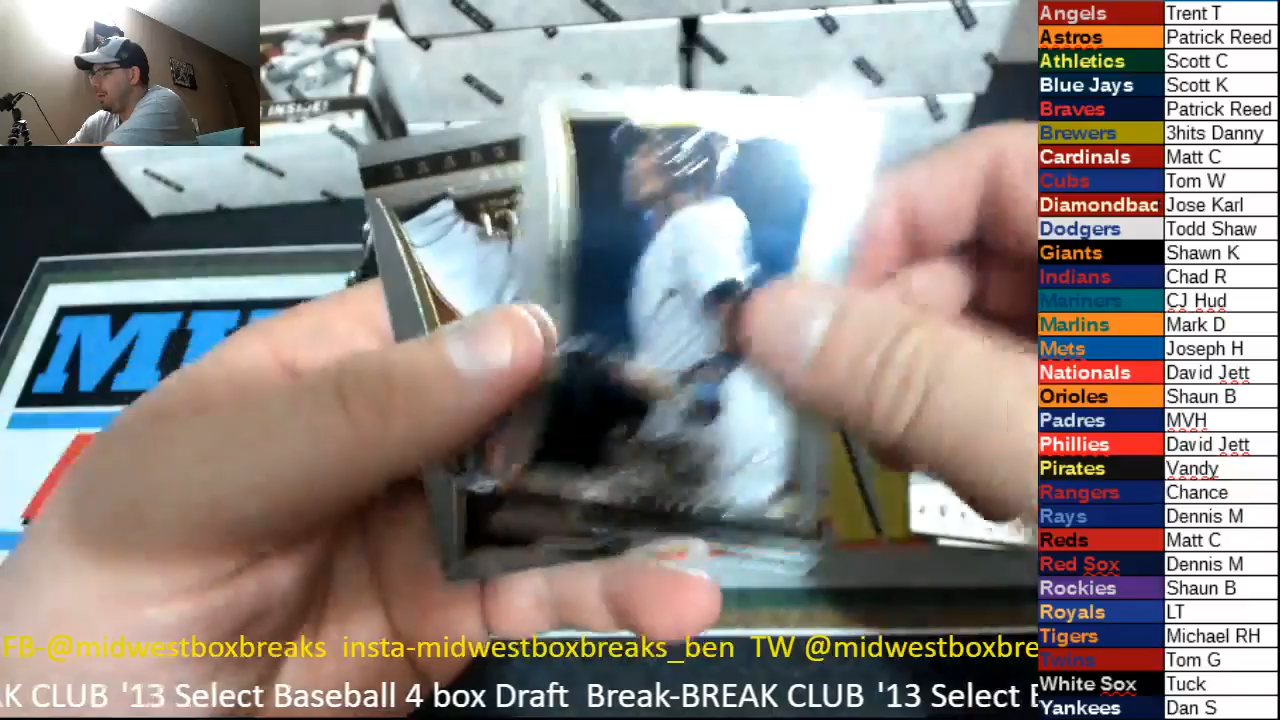 INSIDE!
MI
Angels Trent T
Astros Patrick Reed
Athletics Scott C
Blue Jays Scott K
Braves Patrick Reed
Brewers 3hits Danny
Cardinals Matt C
Cubs Tom W
Diamondbac Jose Karl
Dodgers Todd Shaw
Giants Shawn K
Indians Chad R
Mariners CJ Hud
Marlins Mark D
Mets Joseph H
Nationals David Jett
Orioles Shaun B
Padres MVH
Phillies David Jett
Pirates Vandy
Rangers Chance
Rays Dennis M
Reds Matt C
Red Sox Dennis M
Rockies Shaun B
Royals LT
Tigers Michael RH
Twins Tom G
White Sox Tuck
Yankees Dan S
FB-@midwestboxbreaks insta-midwestboxbreaks_ben TW @midwestboxbre
K CLUB '13 Select Baseball 4 box Draft Break-BREAK CLUB '13 Select